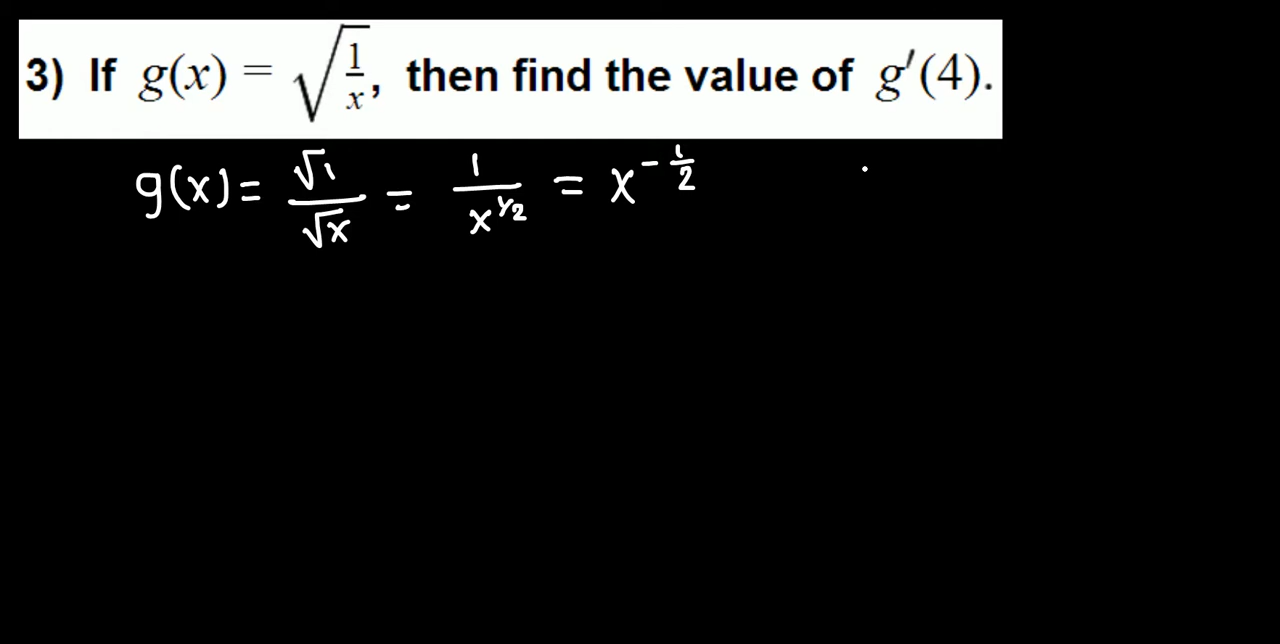 3) If g(x) = √(1/x), then find the value of g′(4).
g(x) = √1/√x = 1/x^(1/2) = x^(-1/2)